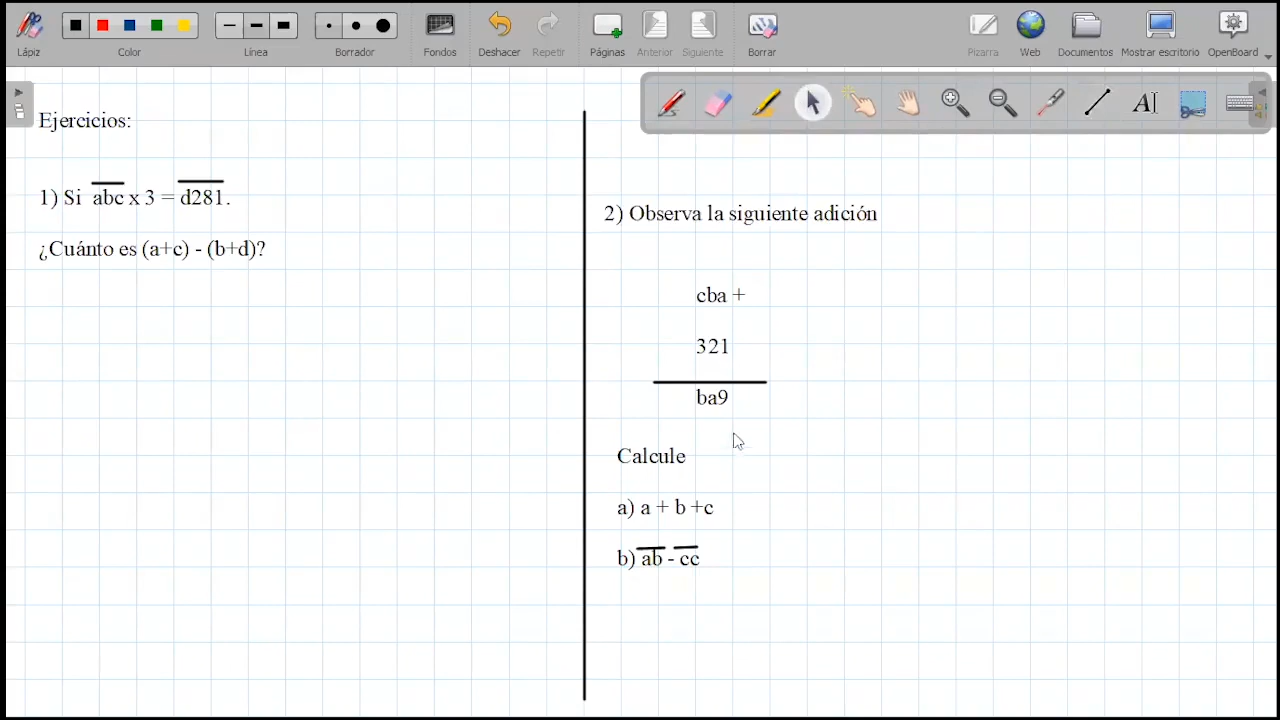 Lápiz
Color
Línea
Borrador
Fondos
Deshacer
Repetir
Páginas
Anterior
Siguiente
Borrar
Pizarra
Web
Documentos
Mostrar escritorio
OpenBoard
Ejercicios:
1) Si abc x 3 = d281.
¿Cuánto es (a+c) - (b+d)?
2) Observa la siguiente adición
cba +
321
ba9
Calcule
a) a + b +c
b) ab - cc